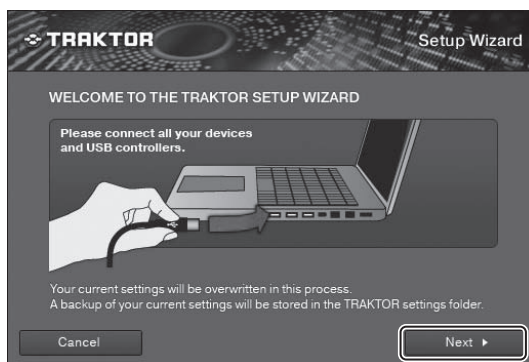 TRAKTOR
Setup Wizard
WELCOME TO THE TRAKTOR SETUP WIZARD
Please connect all your devices
and USB controllers.
Your current settings will be overwritten in this process.
A backup of your current settings will be stored in the TRAKTOR settings folder.
Cancel
Next